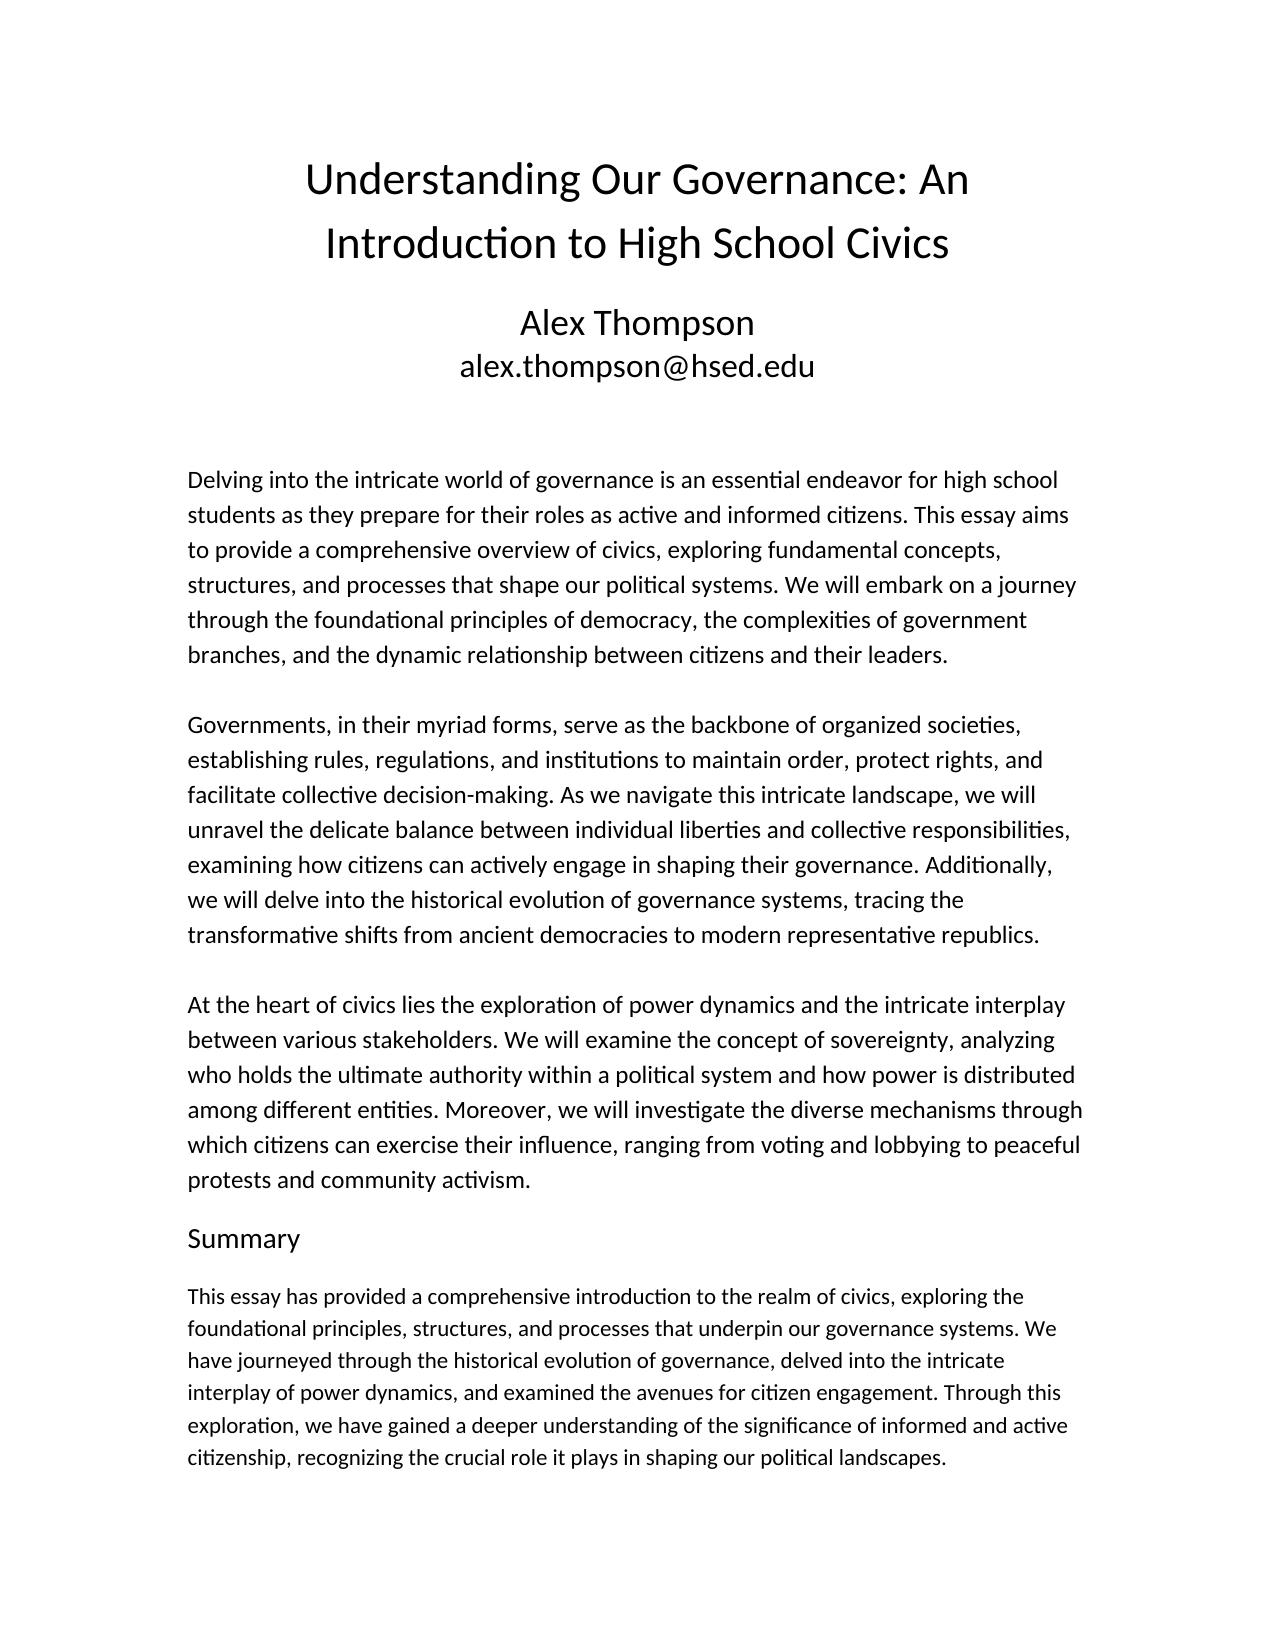 Understanding Our Governance: An
Introduction to High School Civics
Alex Thompson
alex.thompson@hsed.edu
Delving into the intricate world of governance is an essential endeavor for high school
students as they prepare for their roles as active and informed citizens. This essay aims
to provide a comprehensive overview of civics, exploring fundamental concepts,
structures, and processes that shape our political systems. We will embark on a journey
through the foundational principles of democracy, the complexities of government
branches, and the dynamic relationship between citizens and their leaders.
Governments, in their myriad forms, serve as the backbone of organized societies,
establishing rules, regulations, and institutions to maintain order, protect rights, and
facilitate collective decision-making. As we navigate this intricate landscape, we will
unravel the delicate balance between individual liberties and collective responsibilities,
examining how citizens can actively engage in shaping their governance. Additionally,
we will delve into the historical evolution of governance systems, tracing the
transformative shifts from ancient democracies to modern representative republics.
At the heart of civics lies the exploration of power dynamics and the intricate interplay
between various stakeholders. We will examine the concept of sovereignty, analyzing
who holds the ultimate authority within a political system and how power is distributed
among different entities. Moreover, we will investigate the diverse mechanisms through
which citizens can exercise their influence, ranging from voting and lobbying to peaceful
protests and community activism.
Summary
This essay has provided a comprehensive introduction to the realm of civics, exploring the
foundational principles, structures, and processes that underpin our governance systems. We
have journeyed through the historical evolution of governance, delved into the intricate
interplay of power dynamics, and examined the avenues for citizen engagement. Through this
exploration, we have gained a deeper understanding of the significance of informed and active
citizenship, recognizing the crucial role it plays in shaping our political landscapes.